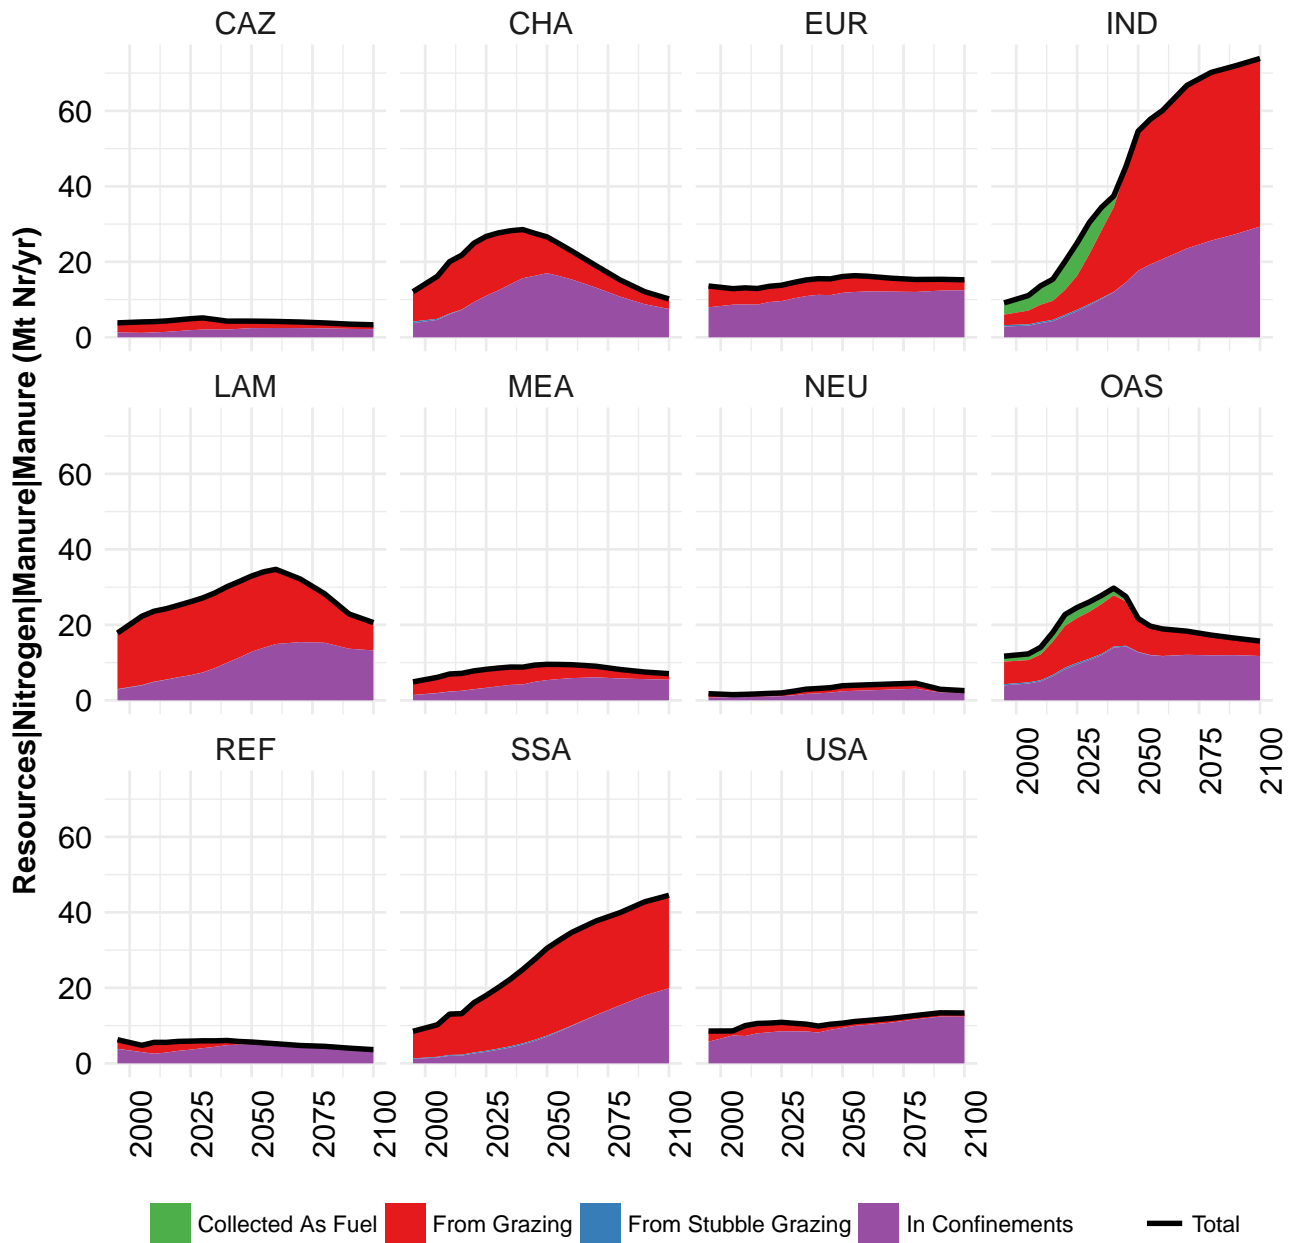 CAZ CHA EUR IND
60
40
20
0
LAM MEA NEU OAS
60
40
20
0
2000 2025 2050 2075 2100
REF SSA USA
60
40
20
0
2000 2025 2050 2075 2100 2000 2025 2050 2075 2100 2000 2025 2050 2075 2100
Resources|Nitrogen|Manure|Manure (Mt Nr/yr)
Collected As Fuel From Grazing From Stubble Grazing In Confinements Total